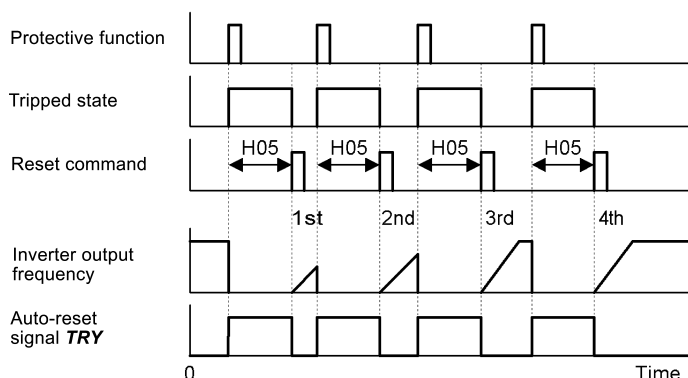 Protective function
Tripped state
Reset command
H05 H05 H05 H05
1st 2nd 3rd 4th
Inverter output
frequency
Auto-reset
signal TRY
0 Time